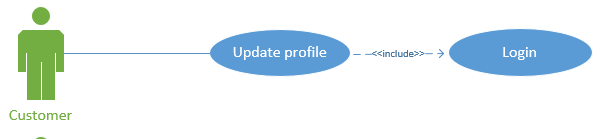 Update profile
<<include>>
Login
Customer